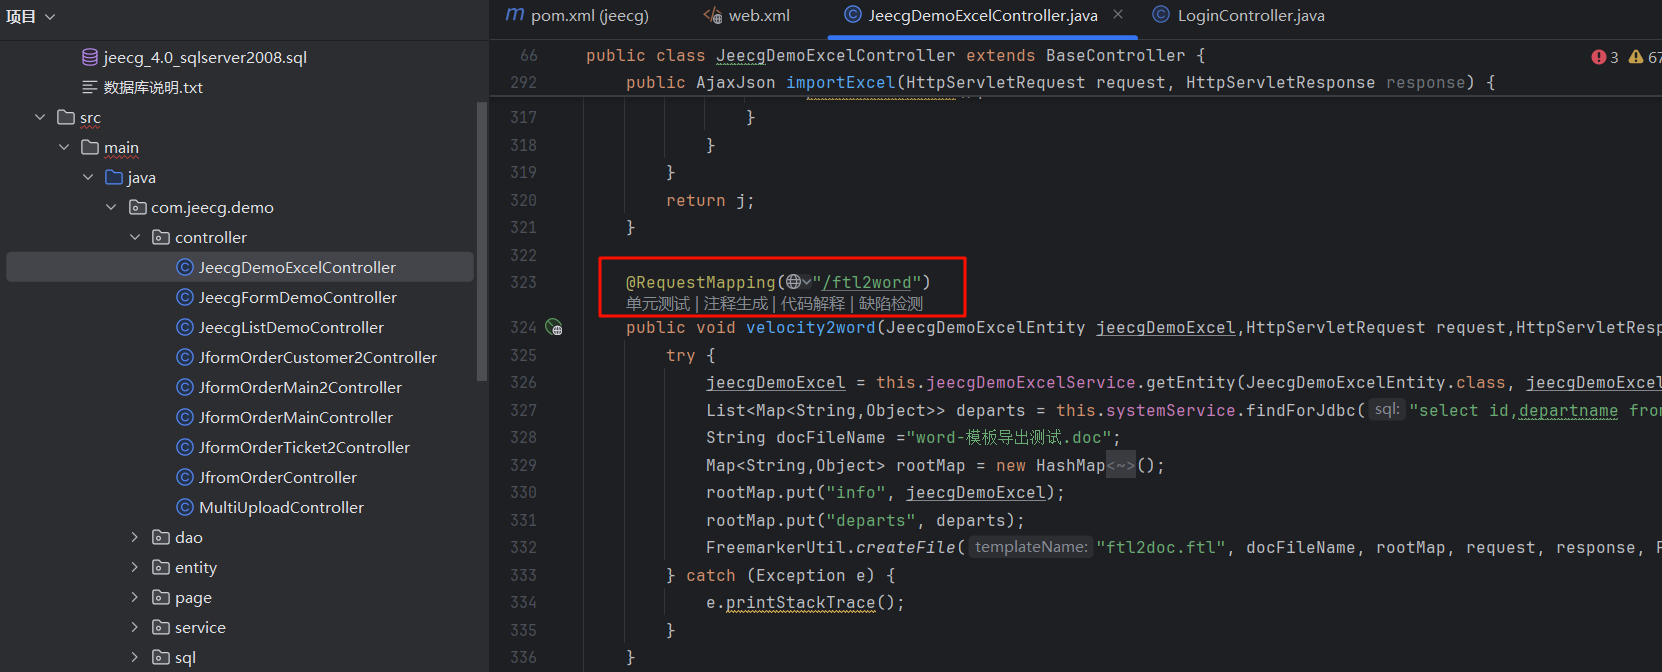 项目
jeecg_4.0_sqlserver2008.sql
数据库说明.txt
src
main
java
com.jeecg.demo
controller
JeecgDemoExcelController
JeecgFormDemoController
JeecgListDemoController
JformOrderCustomer2Controller
JformOrderMain2Controller
JformOrderMainController
JformOrderTicket2Controller
JfromOrderController
MultiUploadController
dao
entity
page
service
sql
pom.xml (jeecg) web.xml JeecgDemoExcelController.java LoginController.java
66 public class JeecgDemoExcelController extends BaseController { 3 67
292 public AjaxJson importExcel(HttpServletRequest request, HttpServletResponse response) {
317 }
318 }
319 }
320 return j;
321 }
322
323 @RequestMapping("/ftl2word")
单元测试 | 注释生成 | 代码解释 | 缺陷检测
324 public void velocity2word(JeecgDemoExcelEntity jeecgDemoExcel,HttpServletRequest request,HttpServletResp
325 try {
326 jeecgDemoExcel = this.jeecgDemoExcelService.getEntity(JeecgDemoExcelEntity.class, jeecgDemoExcel
327 List<Map<String,Object>> departs = this.systemService.findForJdbc( sql: "select id,departname fro
328 String docFileName ="word-模板导出测试.doc";
329 Map<String,Object> rootMap = new HashMap<~>();
330 rootMap.put("info", jeecgDemoExcel);
331 rootMap.put("departs", departs);
332 FreemarkerUtil.createFile( templateName: "ftl2doc.ftl", docFileName, rootMap, request, response, F
333 } catch (Exception e) {
334 e.printStackTrace();
335 }
336 }